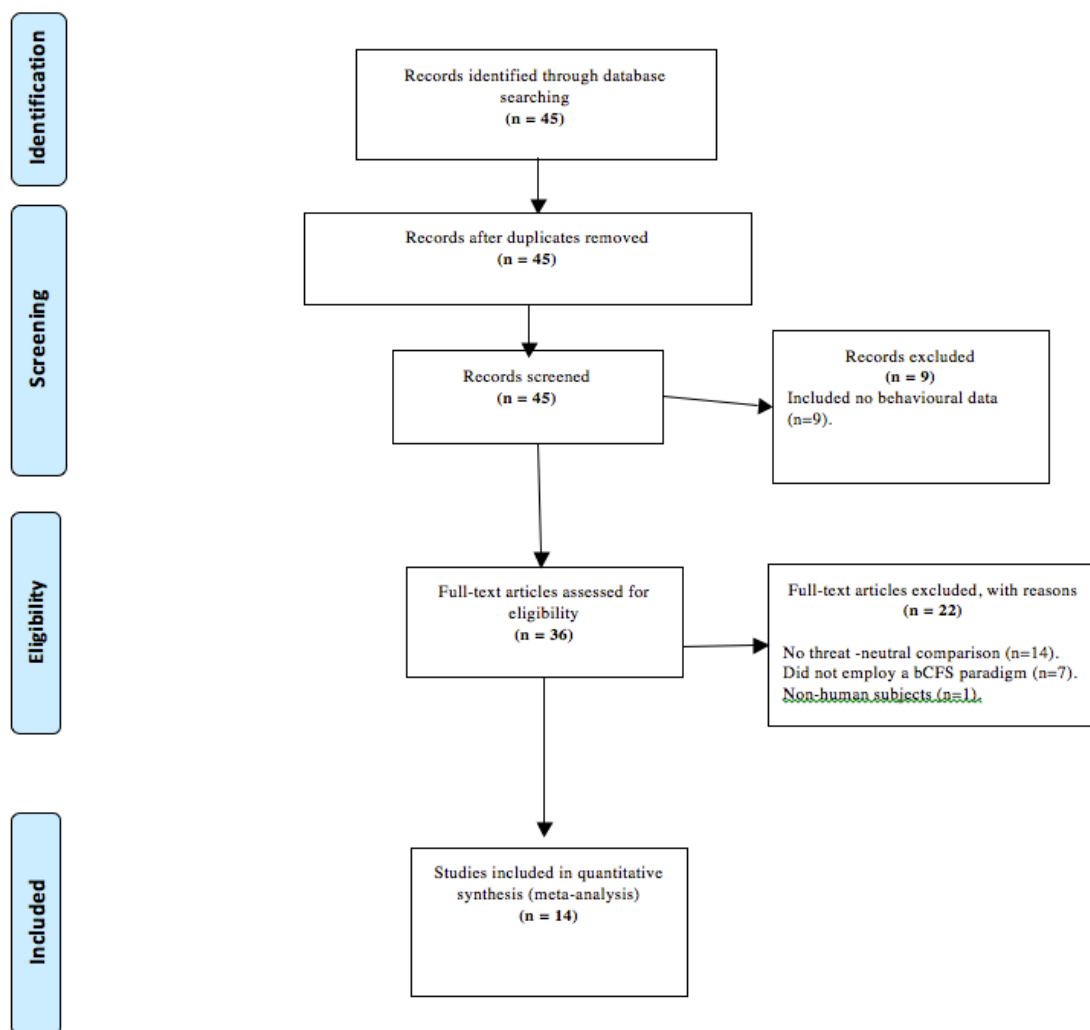 Identification
Records identified through database
searching
(n = 45)
Screening
Records after duplicates removed
(n = 45)
Records screened
(n = 45)
Records excluded
(n = 9)
Included no behavioural data
(n=9).
Eligibility
Full-text articles assessed for
eligibility
(n = 36)
Full-text articles excluded, with reasons
(n = 22)
No threat -neutral comparison (n=14).
Did not employ a bCFS paradigm (n=7).
Non-human subjects (n=1).
Included
Studies included in quantitative
synthesis (meta-analysis)
(n = 14)